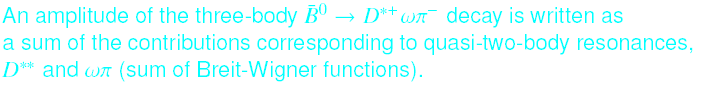 An amplitude of the three-body B̄⁰ → D*⁺ωπ⁻ decay is written as
a sum of the contributions corresponding to quasi-two-body resonances,
D** and ωπ (sum of Breit-Wigner functions).